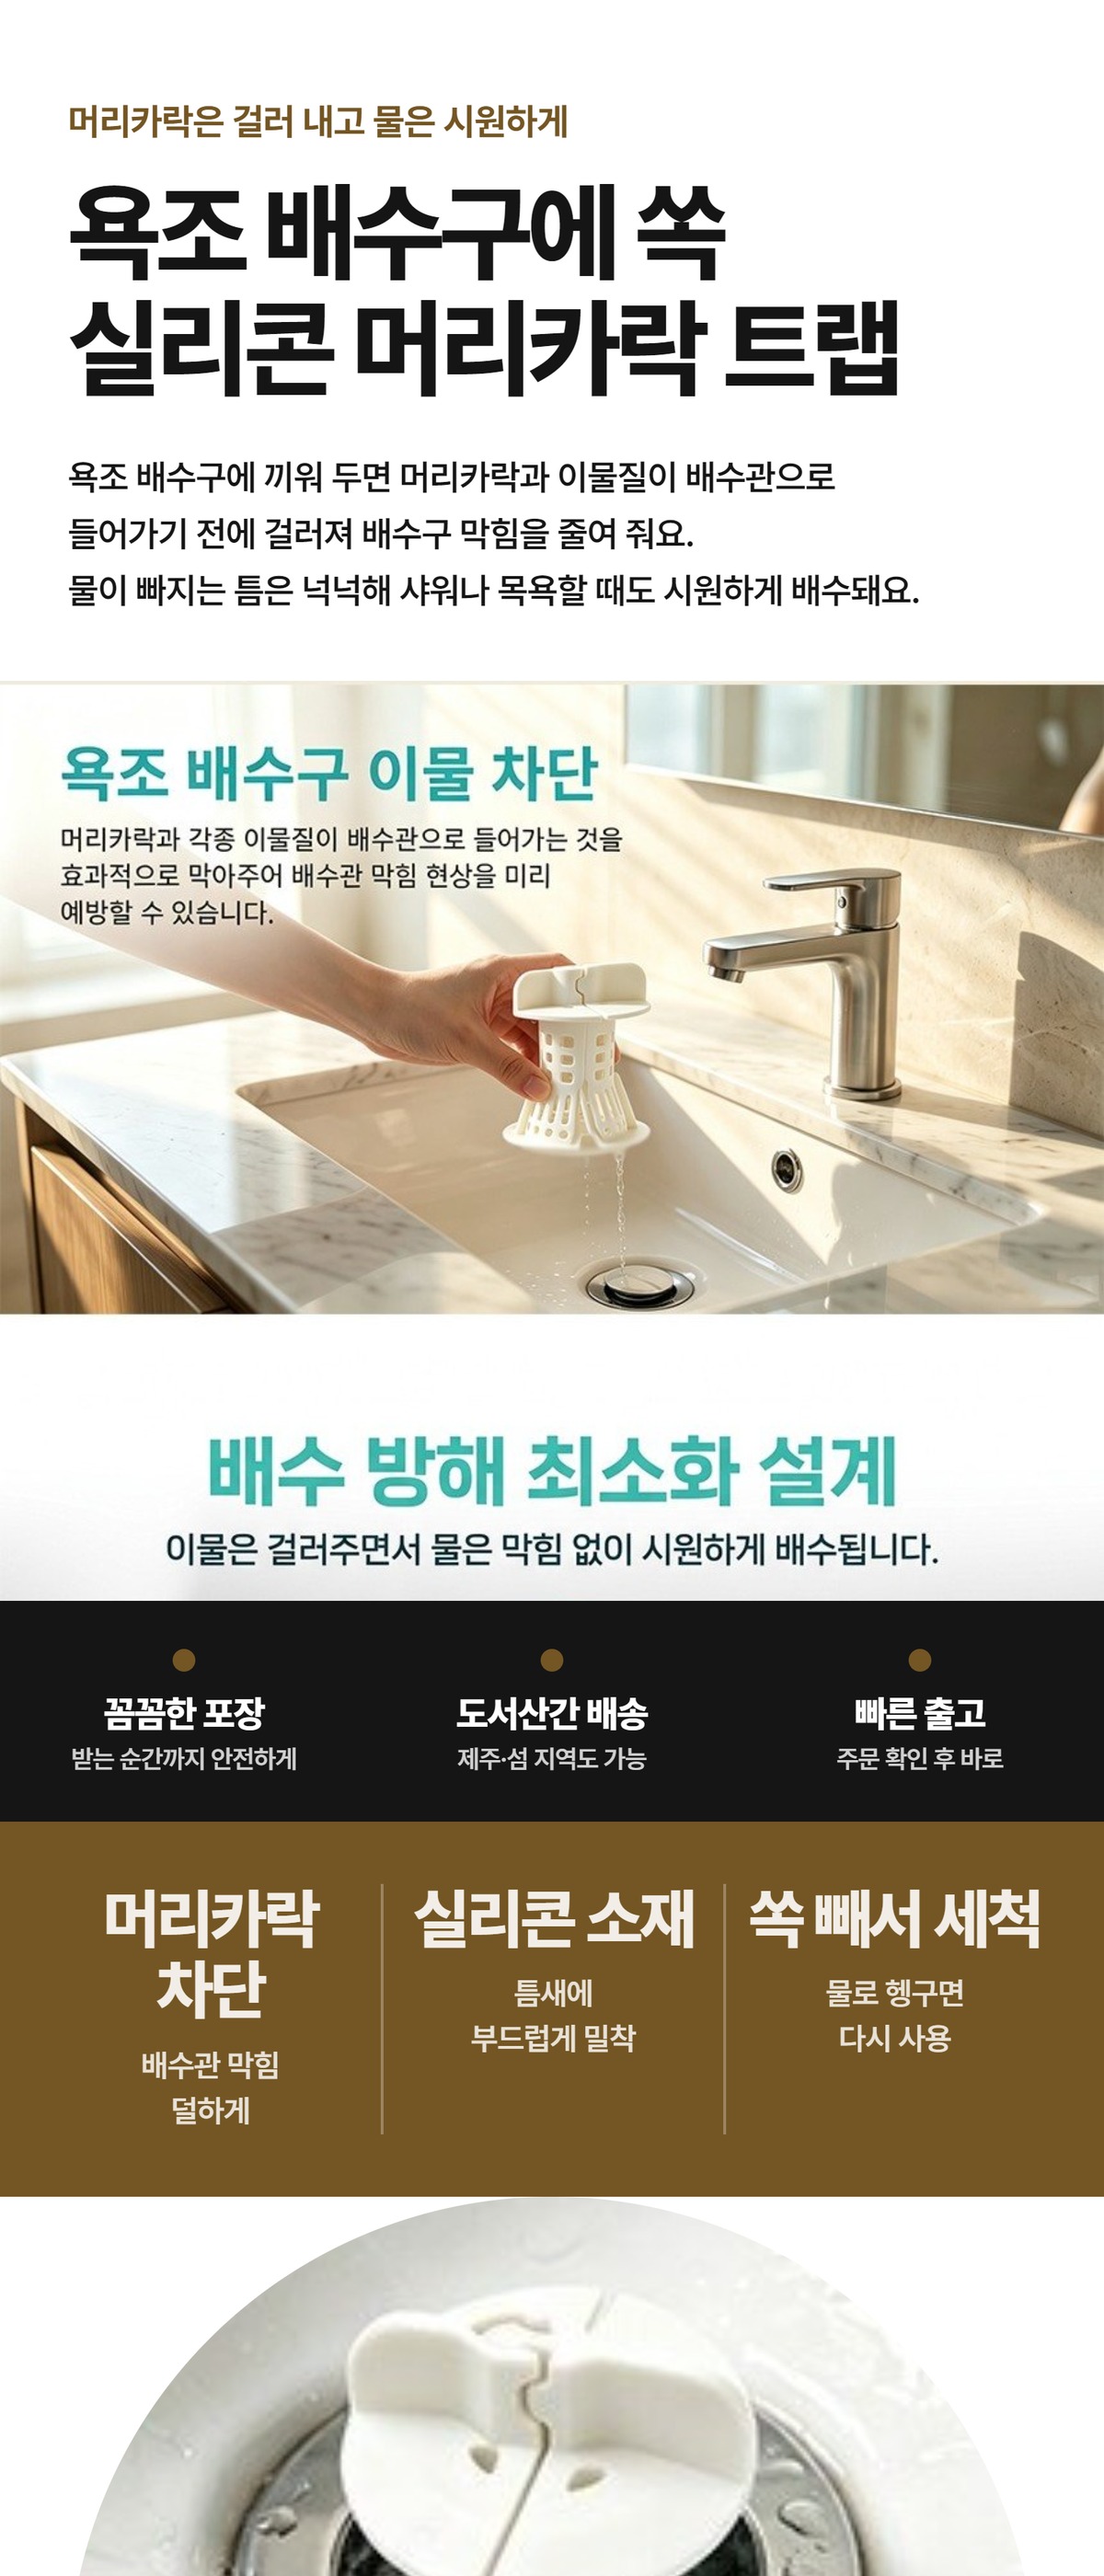 머리카락은 걸러 내고 물은 시원하게
욕조 배수구에 쏙
실리콘 머리카락 트랩
욕조 배수구에 끼워 두면 머리카락과 이물질이 배수관으로
들어가기 전에 걸러져 배수구 막힘을 줄여 줘요.
물이 빠지는 틈은 넉넉해 샤워나 목욕할 때도 시원하게 배수돼요.
욕조 배수구 이물 차단
머리카락과 각종 이물질이 배수관으로 들어가는 것을
효과적으로 막아주어 배수관 막힘 현상을 미리
예방할 수 있습니다.
배수 방해 최소화 설계
이물은 걸러주면서 물은 막힘 없이 시원하게 배수됩니다.
꼼꼼한 포장
받는 순간까지 안전하게
도서산간 배송
제주·섬 지역도 가능
빠른 출고
주문 확인 후 바로
머리카락
차단
배수관 막힘
덜하게
실리콘 소재
틈새에
부드럽게 밀착
쏙 빼서 세척
물로 헹구면
다시 사용